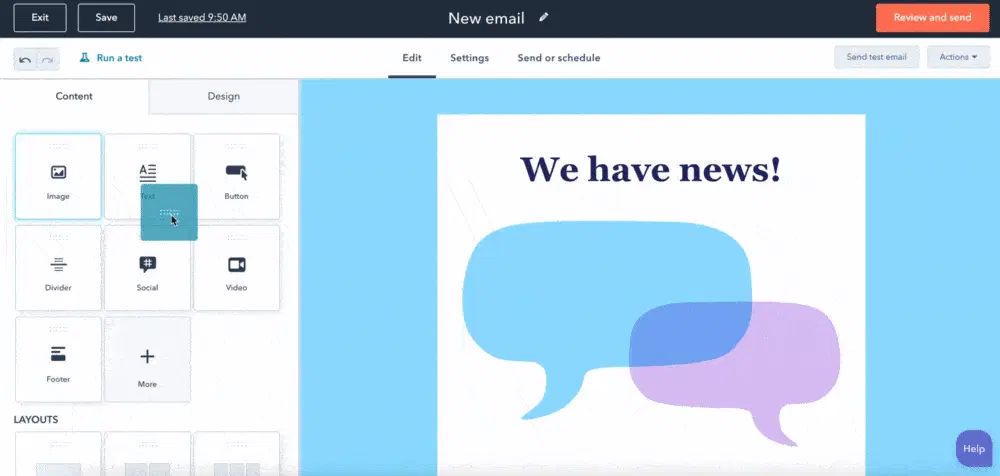 Exit
Save
Last saved 9:50 AM
New email
Review and send
Run a test
Edit
Settings
Send or schedule
Send test email
Actions
Content
Design
Image
Text
Button
Divider
Social
Video
Footer
More
LAYOUTS
We have news!
Help